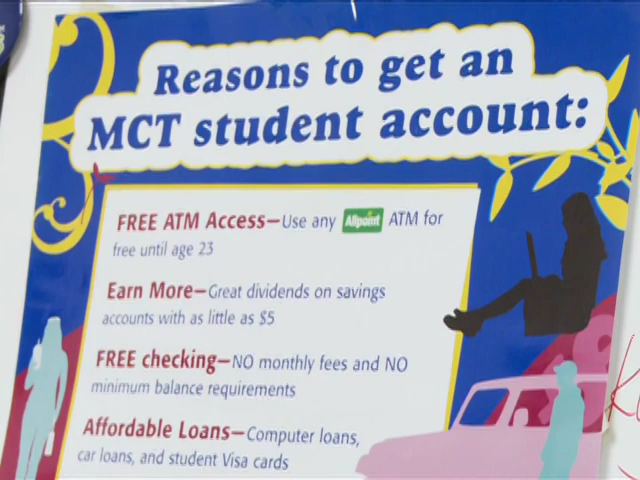 Reasons to get an
MCT student account:
FREE ATM Access—Use any Allpoint ATM for
free until age 23
Earn More—Great dividends on savings
accounts with as little as $5
FREE checking—NO monthly fees and NO
minimum balance requirements
Affordable Loans—Computer loans,
car loans, and student Visa cards